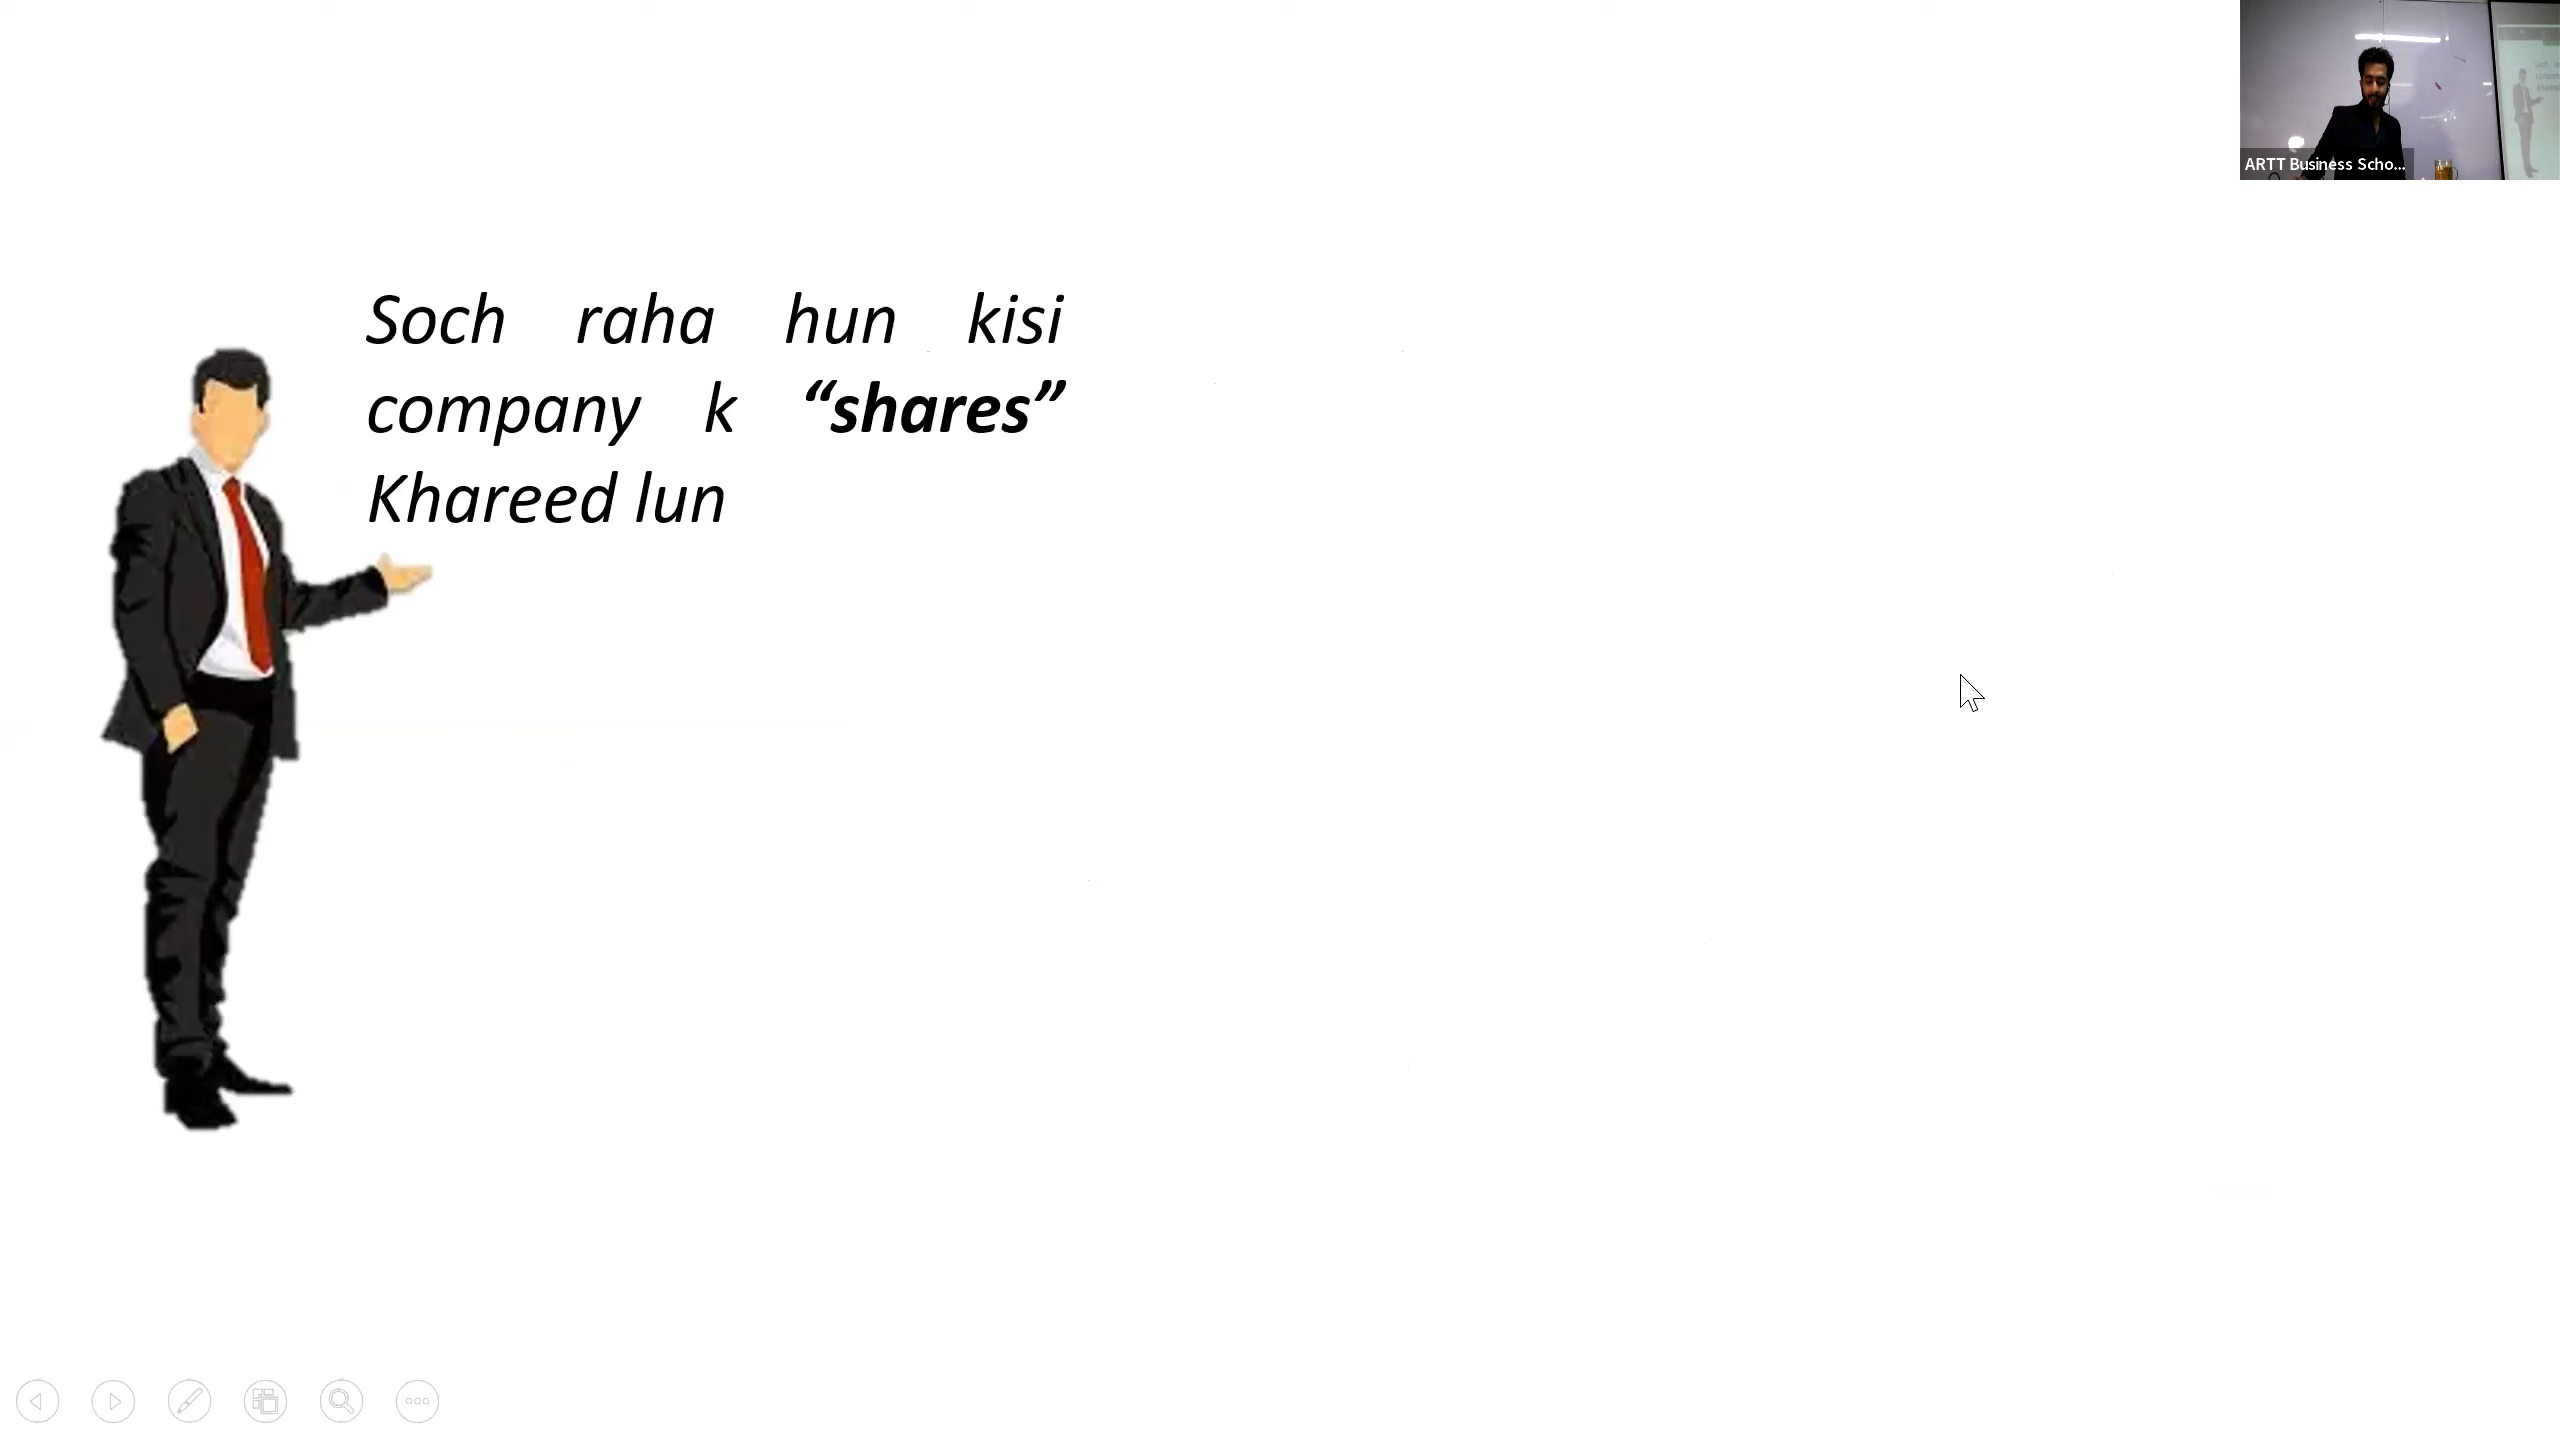 Soch raha hun kisi
company k “shares”
Khareed lun
ARTT Business Scho...